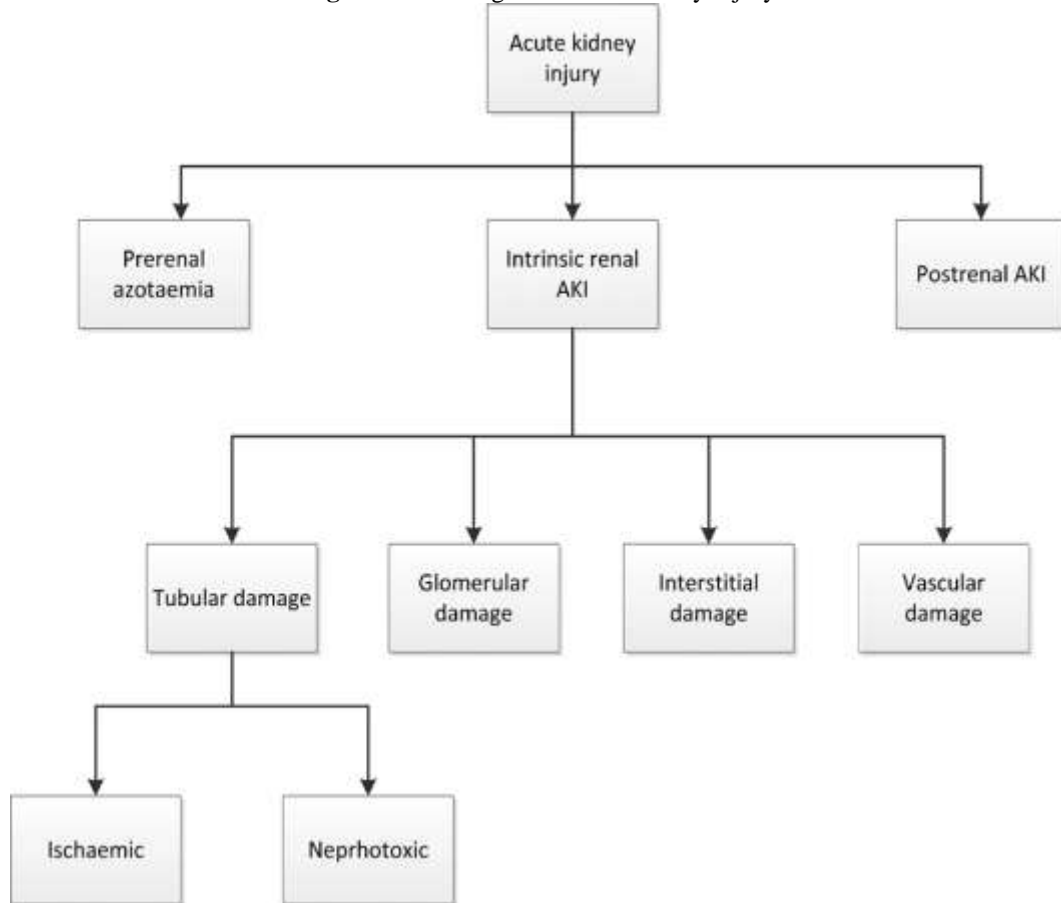 Acute kidney
injury
Prerenal
azotaemia
Intrinsic renal
AKI
Postrenal AKI
Tubular damage
Glomerular
damage
Interstitial
damage
Vascular
damage
Ischaemic
Neprhotoxic